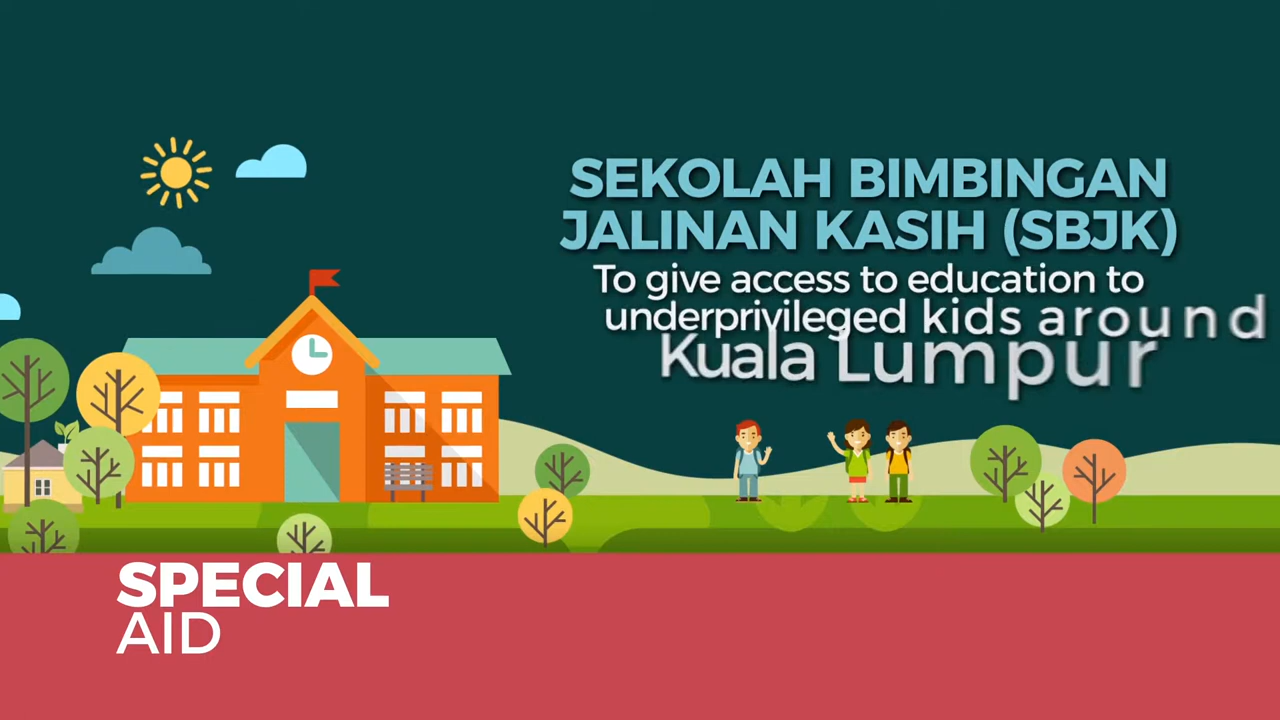 SEKOLAH BIMBINGAN
JALINAN KASIH (SBJK)
To give access to education to
underprivileged kids around
Kuala Lumpur
SPECIAL
AID